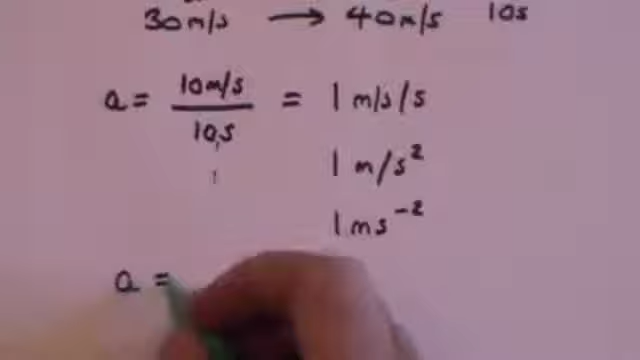 30m/s → 40m/s 10s
a = 10m/s / 10s = 1 m/s/s
1 m/s²
1 ms⁻²
a =